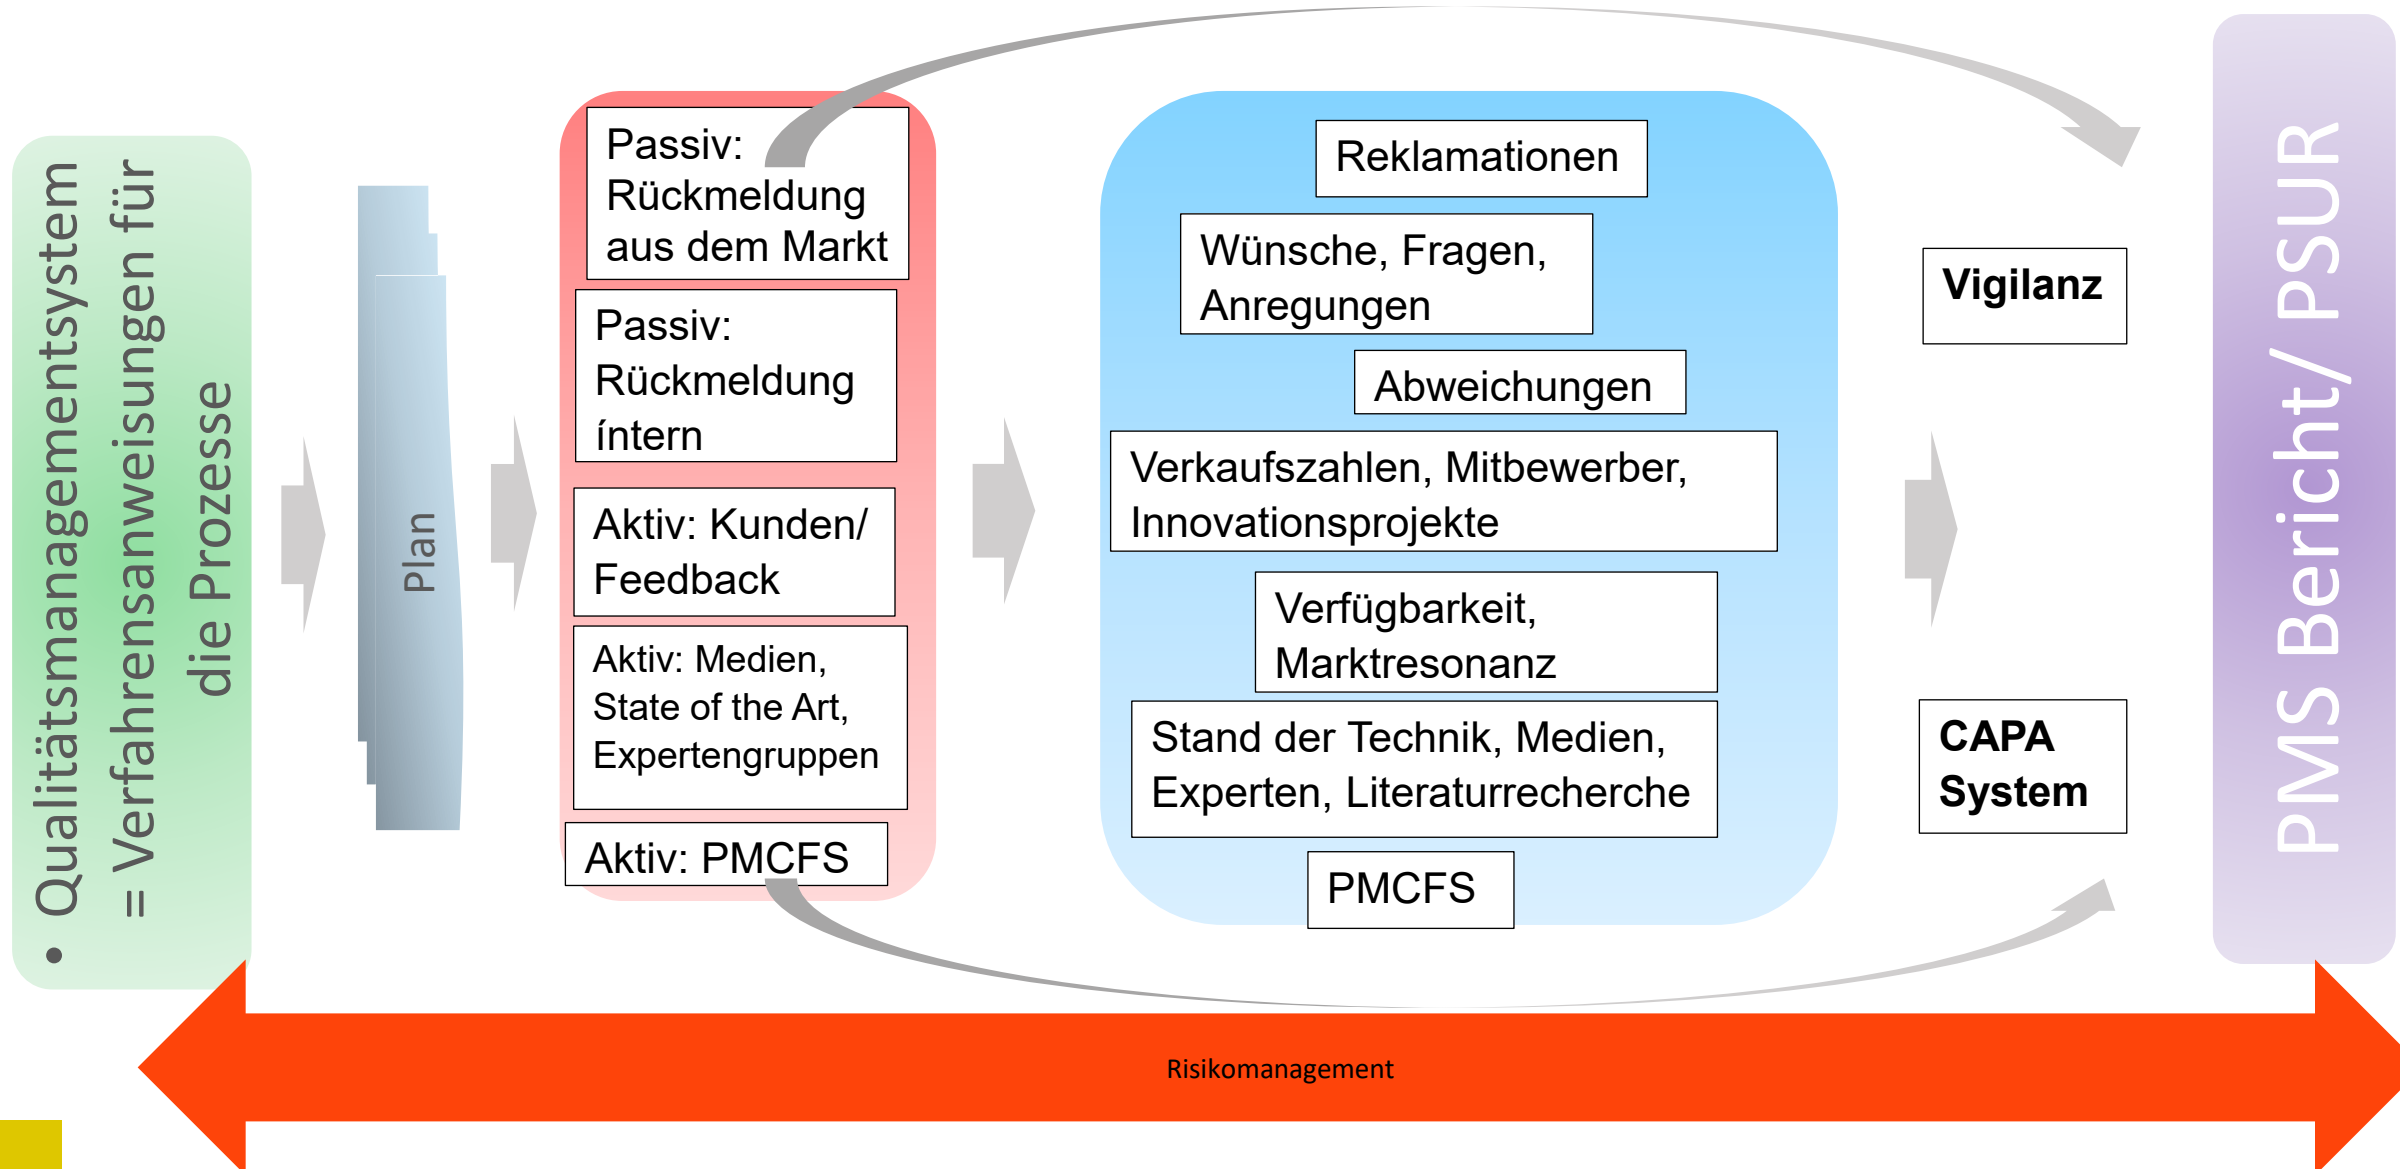 • Qualitätsmanagementsystem
= Verfahrensanweisungen für
die Prozesse
Plan
Passiv:
Rückmeldung
aus dem Markt
Passiv:
Rückmeldung
íntern
Aktiv: Kunden/
Feedback
Aktiv: Medien,
State of the Art,
Expertengruppen
Aktiv: PMCFS
Reklamationen
Wünsche, Fragen,
Anregungen
Abweichungen
Verkaufszahlen, Mitbewerber,
Innovationsprojekte
Verfügbarkeit,
Marktresonanz
Stand der Technik, Medien,
Experten, Literaturrecherche
PMCFS
Vigilanz
CAPA
System
PMS Bericht/ PSUR
Risikomanagement